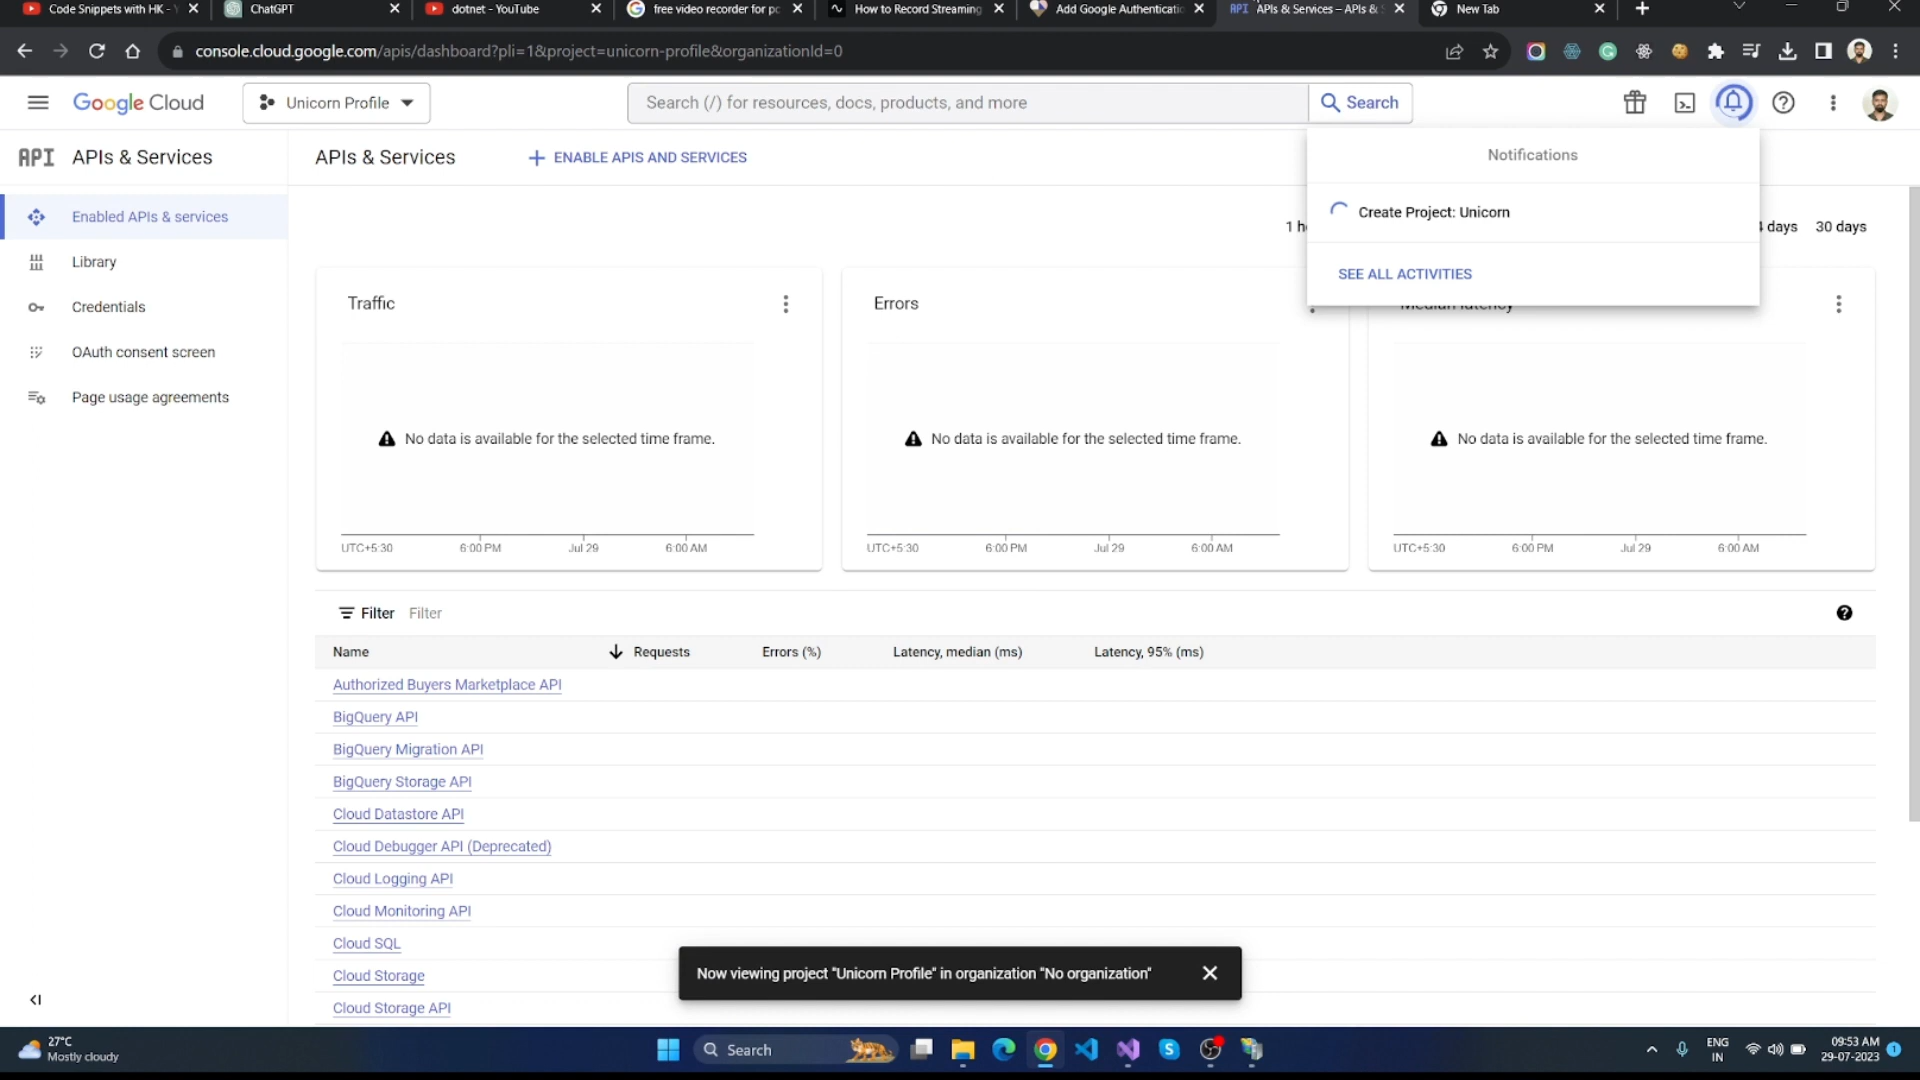 Code Snippets with HK -
ChatGPT
dotnet - YouTube
free video recorder for pc
How to Record Streaming
Add Google Authenticatio
API APIs & Services – APIs &
New Tab
console.cloud.google.com/apis/dashboard?pli=1&project=unicorn-profile&organizationId=0
Google Cloud
Unicorn Profile
Search (/) for resources, docs, products, and more
Search
API APIs & Services
APIs & Services
ENABLE APIS AND SERVICES
Notifications
Create Project: Unicorn
SEE ALL ACTIVITIES
Enabled APIs & services
Library
Credentials
OAuth consent screen
Page usage agreements
1 h
days
30 days
Traffic
Errors
Median latency
No data is available for the selected time frame.
No data is available for the selected time frame.
No data is available for the selected time frame.
UTC+5:30 6:00 PM Jul 29 6:00 AM
UTC+5:30 6:00 PM Jul 29 6:00 AM
UTC+5:30 6:00 PM Jul 29 6:00 AM
Filter Filter
Name Requests Errors (%) Latency, median (ms) Latency, 95% (ms)
Authorized Buyers Marketplace API
BigQuery API
BigQuery Migration API
BigQuery Storage API
Cloud Datastore API
Cloud Debugger API (Deprecated)
Cloud Logging API
Cloud Monitoring API
Cloud SQL
Cloud Storage
Cloud Storage API
Now viewing project "Unicorn Profile" in organization "No organization"
27°C
Mostly cloudy
Search
ENG
IN
09:53 AM
29-07-2023
1